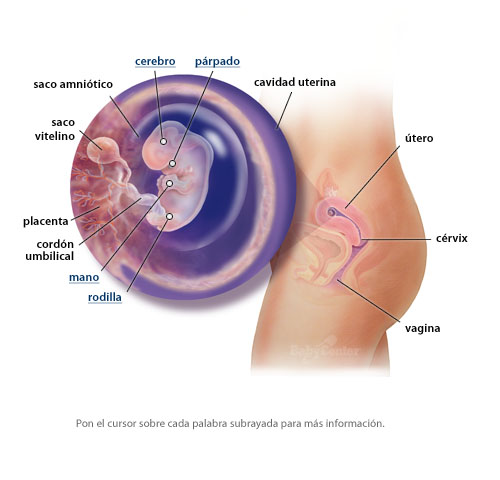 cerebro
párpado
saco amniótico
cavidad uterina
saco
vitelino
útero
placenta
cordón
umbilical
cérvix
mano
rodilla
vagina
BabyCenter
Pon el cursor sobre cada palabra subrayada para más información.